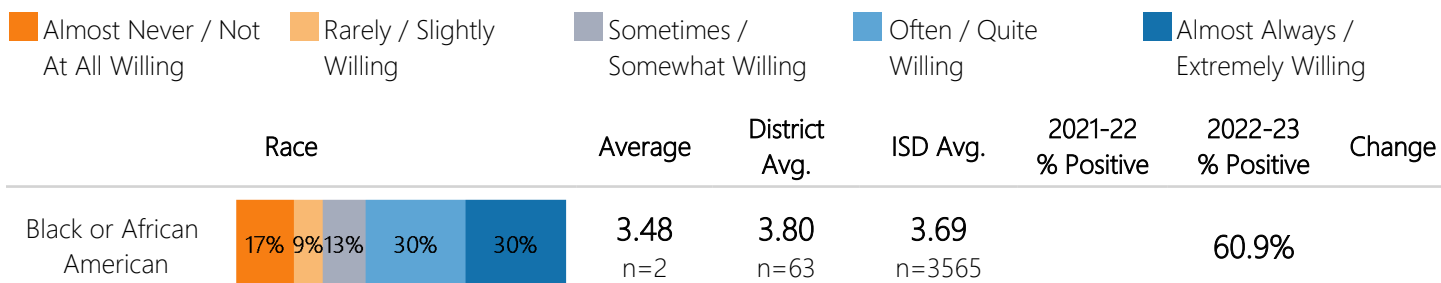 Almost Never / Not
At All Willing
Rarely / Slightly
Willing
Sometimes /
Somewhat Willing
Often / Quite
Willing
Almost Always /
Extremely Willing
Race
Average
District
Avg.
ISD Avg.
2021-22
% Positive
2022-23
% Positive
Change
Black or African
American
17% 9% 13% 30% 30%
3.48
n=2
3.80
n=63
3.69
n=3565
60.9%